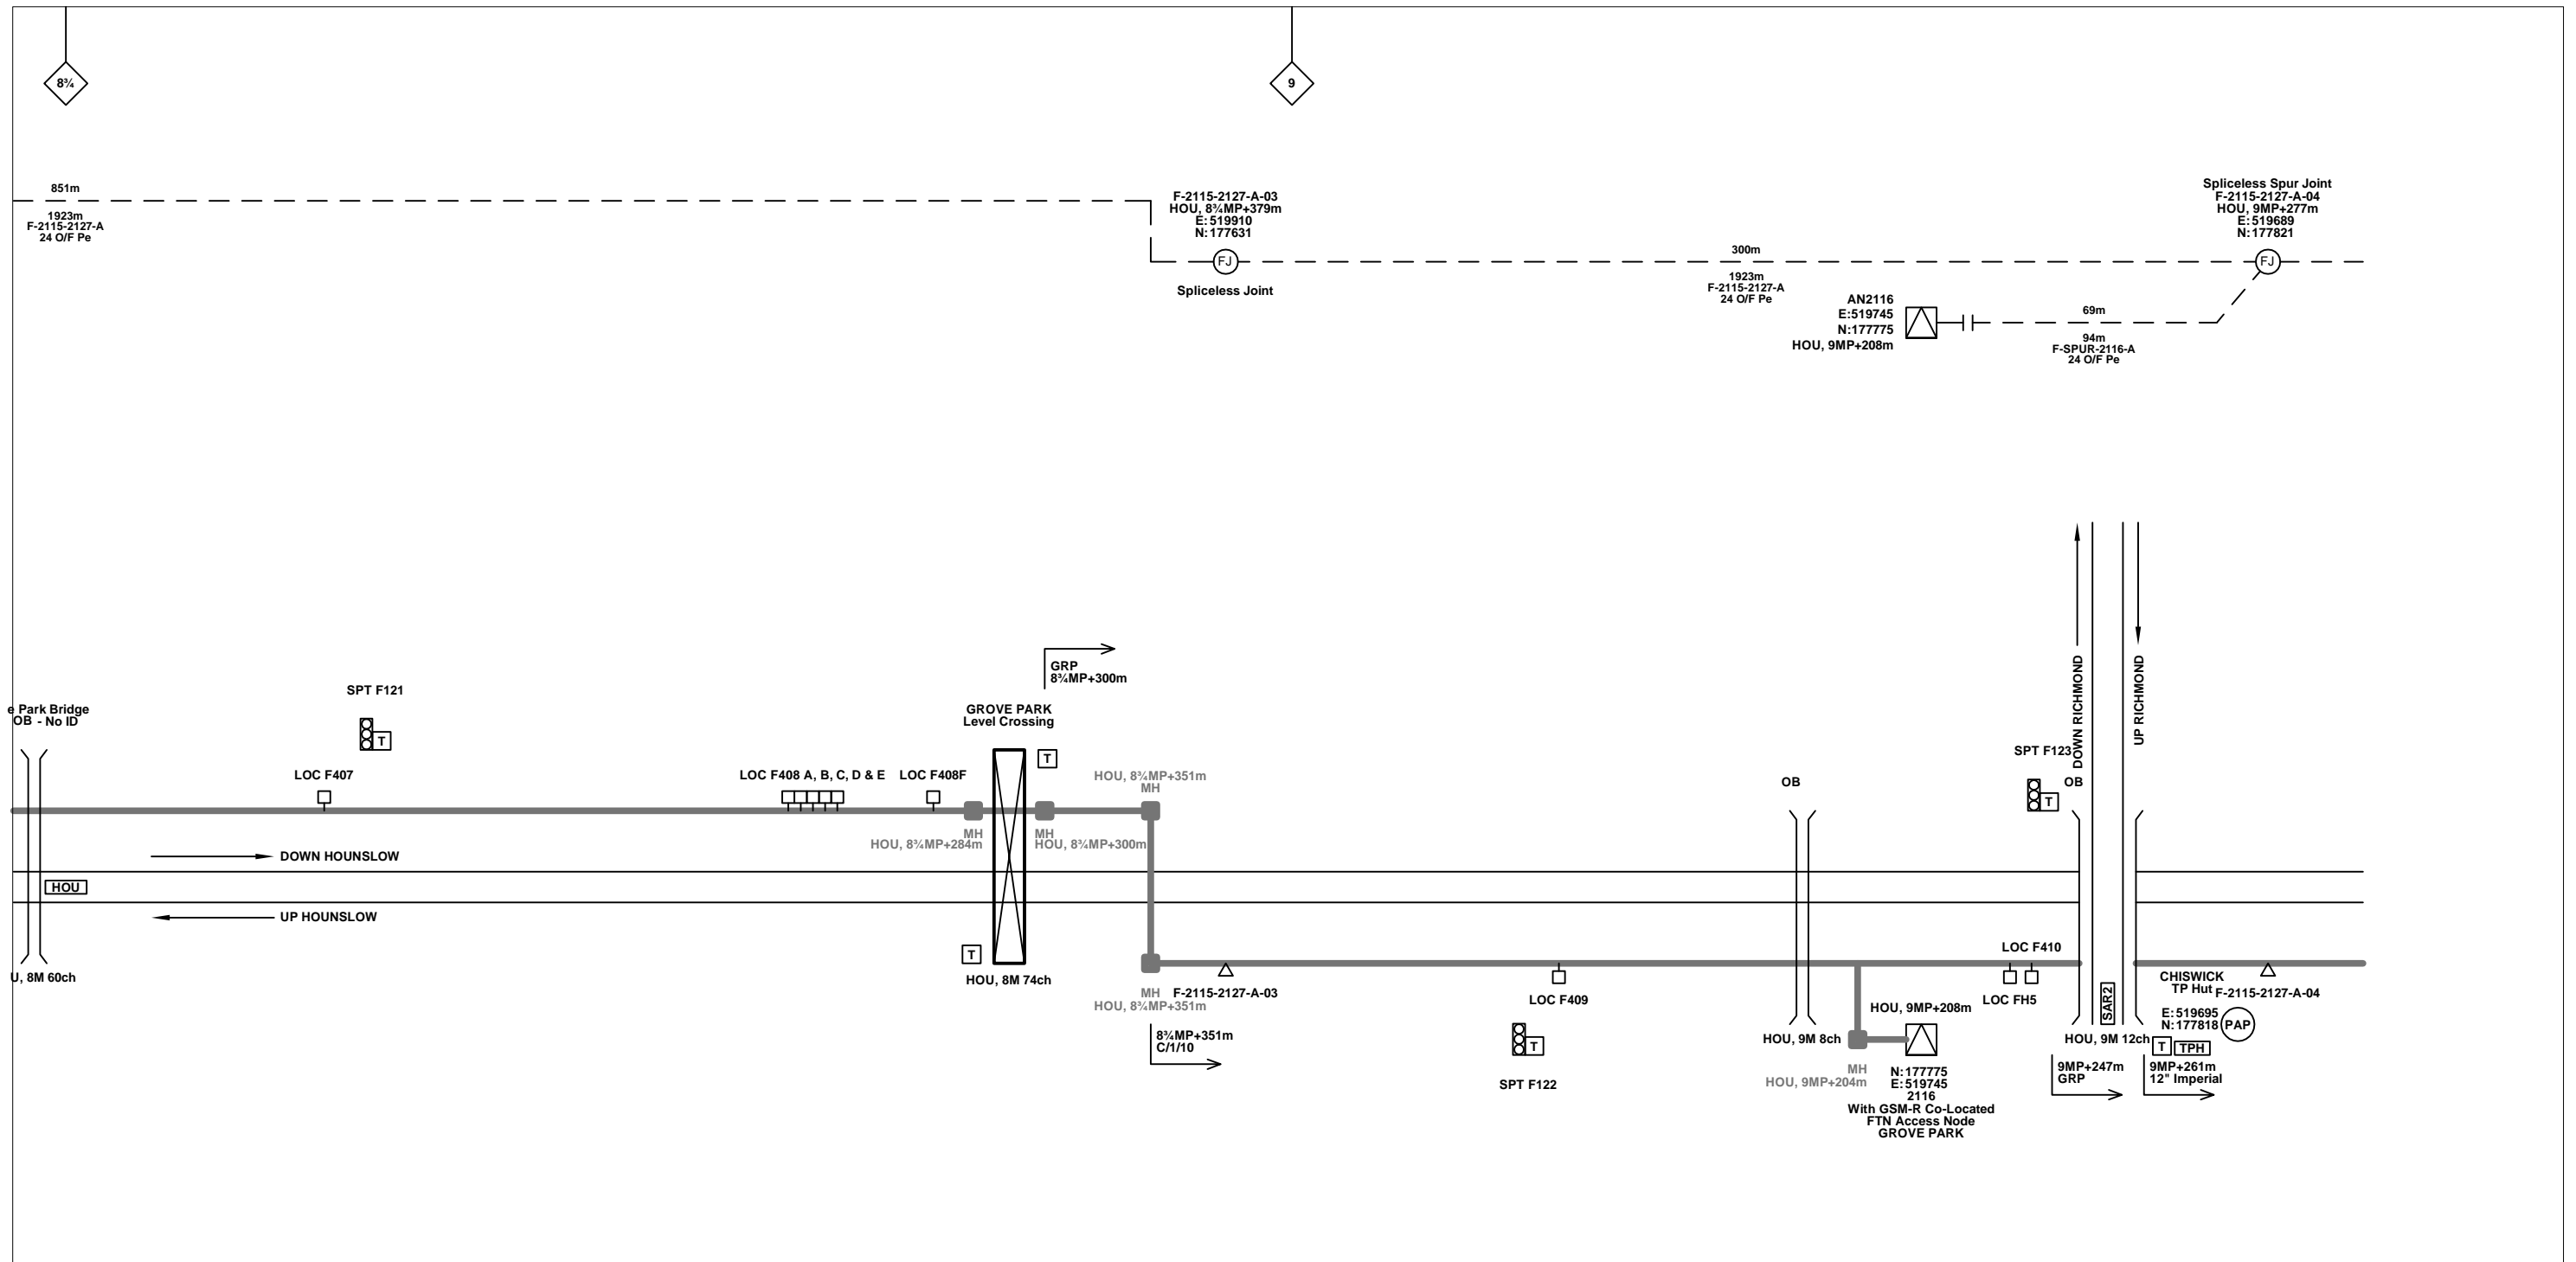 8¾
9
851m
1923m
F-2115-2127-A
24 O/F Pe
F-2115-2127-A-03
HOU, 8¾MP+379m
E:519910
N:177631
FJ
Spliceless Joint
300m
1923m
F-2115-2127-A
24 O/F Pe
Spliceless Spur Joint
F-2115-2127-A-04
HOU, 9MP+277m
E:519689
N:177821
FJ
AN2116
E:519745
N:177775
HOU, 9MP+208m
69m
94m
F-SPUR-2116-A
24 O/F Pe
DOWN RICHMOND
UP RICHMOND
GRP
8¾MP+300m
SPT F121
T
e Park Bridge
OB - No ID
GROVE PARK
Level Crossing
T
SPT F123
T
OB
OB
LOC F407
LOC F408 A, B, C, D & E
LOC F408F
HOU, 8¾MP+351m
MH
MH
HOU, 8¾MP+284m
MH
HOU, 8¾MP+300m
DOWN HOUNSLOW
HOU
UP HOUNSLOW
U, 8M 60ch
T
HOU, 8M 74ch
MH
HOU, 8¾MP+351m
F-2115-2127-A-03
8¾MP+351m
C/1/10
LOC F409
T
SPT F122
HOU, 9M 8ch
MH
HOU, 9MP+204m
HOU, 9MP+208m
N:177775
E:519745
2116
With GSM-R Co-Located
FTN Access Node
GROVE PARK
LOC F410
LOC FH5
SAR2
HOU, 9M 12ch
9MP+247m
GRP
CHISWICK
TP Hut
F-2115-2127-A-04
E:519695
N:177818
PAP
T
TPH
9MP+261m
12" Imperial